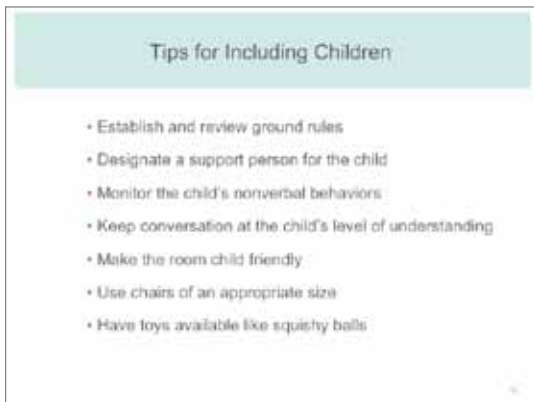 Tips for Including Children
• Establish and review ground rules
• Designate a support person for the child
• Monitor the child's nonverbal behaviors
• Keep conversation at the child's level of understanding
• Make the room child friendly
• Use chairs of an appropriate size
• Have toys available like squishy balls